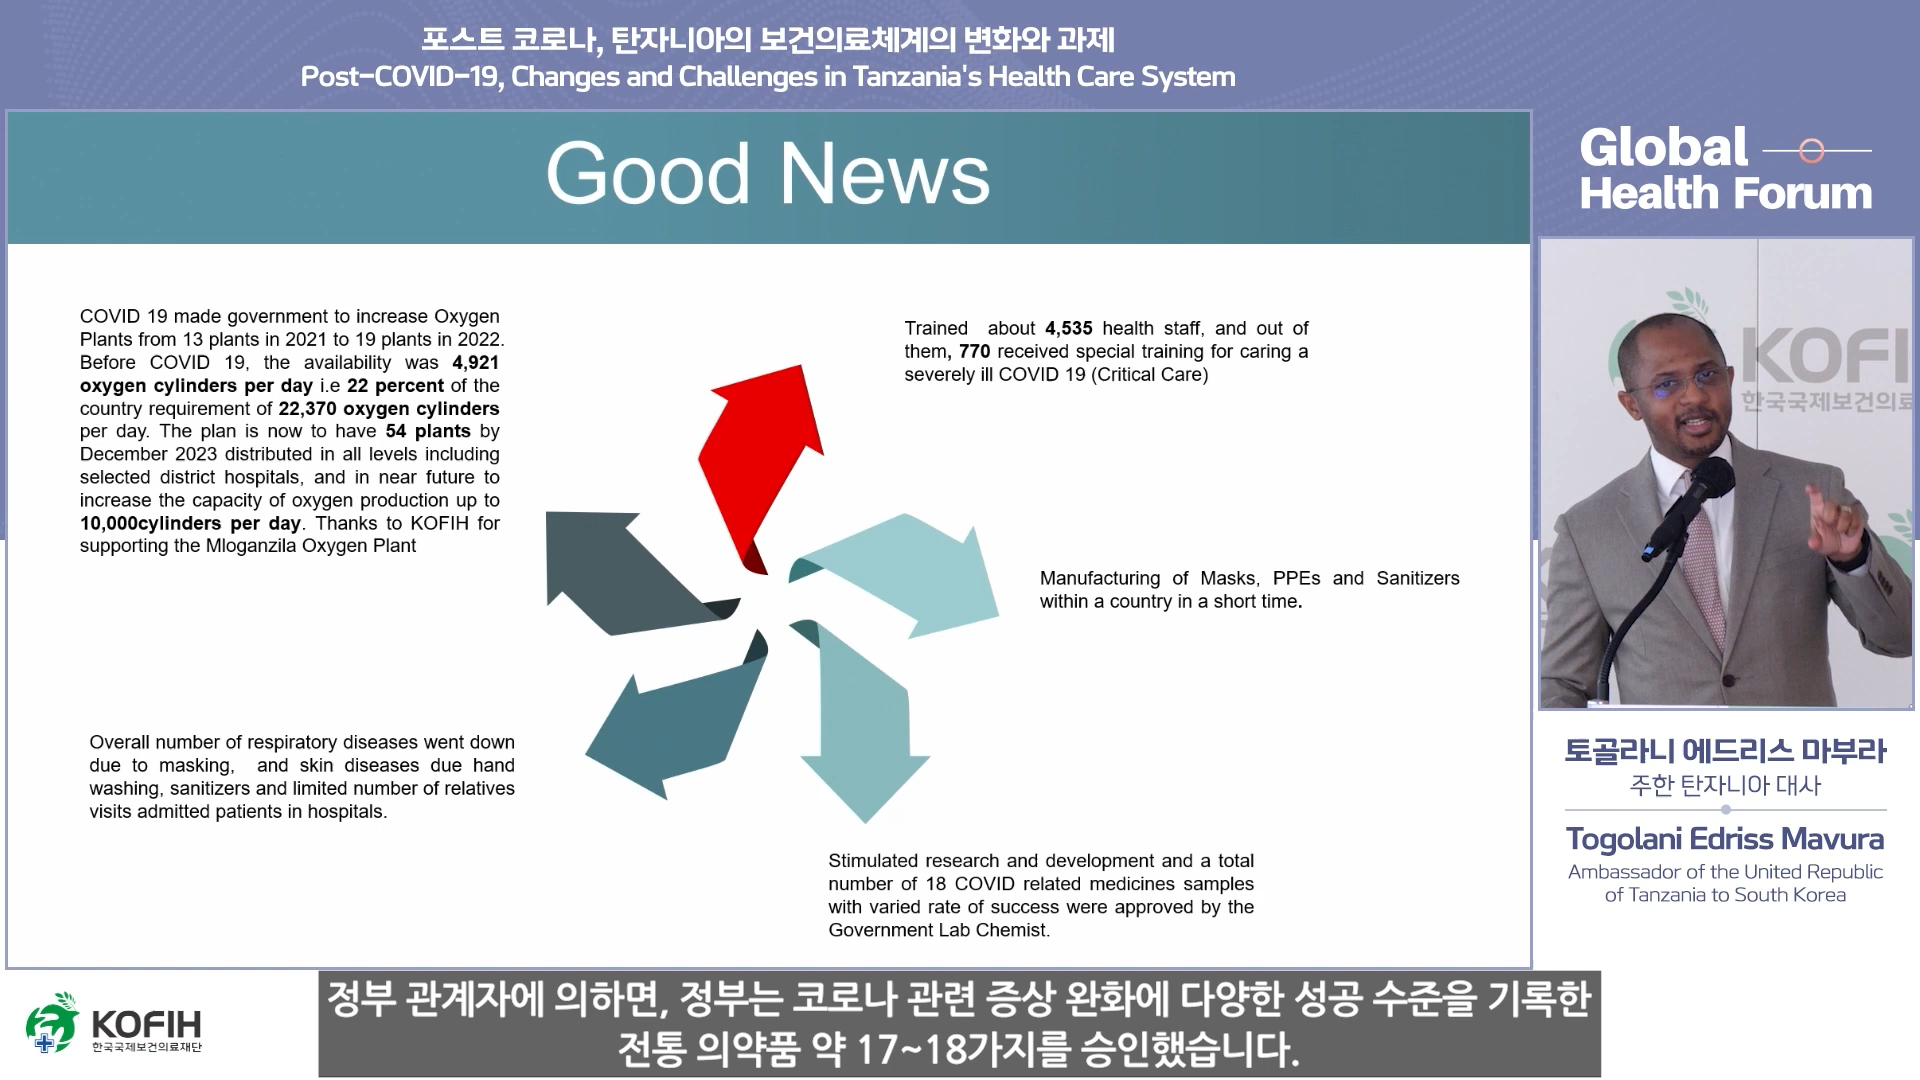 포스트 코로나, 탄자니아의 보건의료체계의 변화와 과제
Post-COVID-19, Changes and Challenges in Tanzania's Health Care System
Good News
COVID 19 made government to increase Oxygen
Plants from 13 plants in 2021 to 19 plants in 2022.
Before COVID 19, the availability was 4,921
oxygen cylinders per day i.e 22 percent of the
country requirement of 22,370 oxygen cylinders
per day. The plan is now to have 54 plants by
December 2023 distributed in all levels including
selected district hospitals, and in near future to
increase the capacity of oxygen production up to
10,000cylinders per day. Thanks to KOFIH for
supporting the Mloganzila Oxygen Plant
Trained about 4,535 health staff, and out of
them, 770 received special training for caring a
severely ill COVID 19 (Critical Care)
Manufacturing of Masks, PPEs and Sanitizers
within a country in a short time.
Overall number of respiratory diseases went down
due to masking, and skin diseases due hand
washing, sanitizers and limited number of relatives
visits admitted patients in hospitals.
Stimulated research and development and a total
number of 18 COVID related medicines samples
with varied rate of success were approved by the
Government Lab Chemist.
Global
Health Forum
KOFI
한국국제보건의료
토골라니 에드리스 마부라
주한 탄자니아 대사
Togolani Edriss Mavura
Ambassador of the United Republic
of Tanzania to South Korea
KOFIH
한국국제보건의료재단
정부 관계자에 의하면, 정부는 코로나 관련 증상 완화에 다양한 성공 수준을 기록한
전통 의약품 약 17~18가지를 승인했습니다.